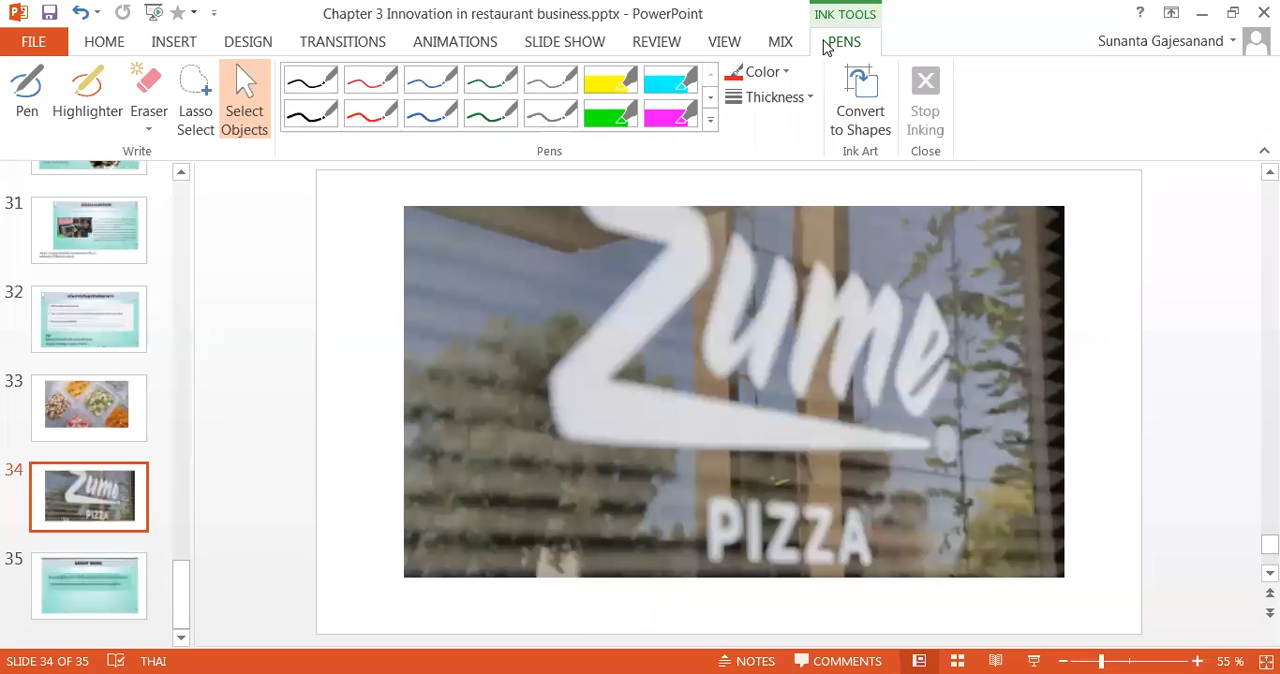 Chapter 3 Innovation in restaurant business.pptx - PowerPoint
INK TOOLS
?
FILE
HOME
INSERT
DESIGN
TRANSITIONS
ANIMATIONS
SLIDE SHOW
REVIEW
VIEW
MIX
PENS
Sunanta Gajesanand
Pen
Highlighter
Eraser
Lasso
Select
Select
Objects
Color
Thickness
Convert
to Shapes
Stop
Inking
Write
Pens
Ink Art
Close
31
32
33
34
Zume
PIZZA
35
Zume
PIZZA
SLIDE 34 OF 35
THAI
NOTES
COMMENTS
55 %